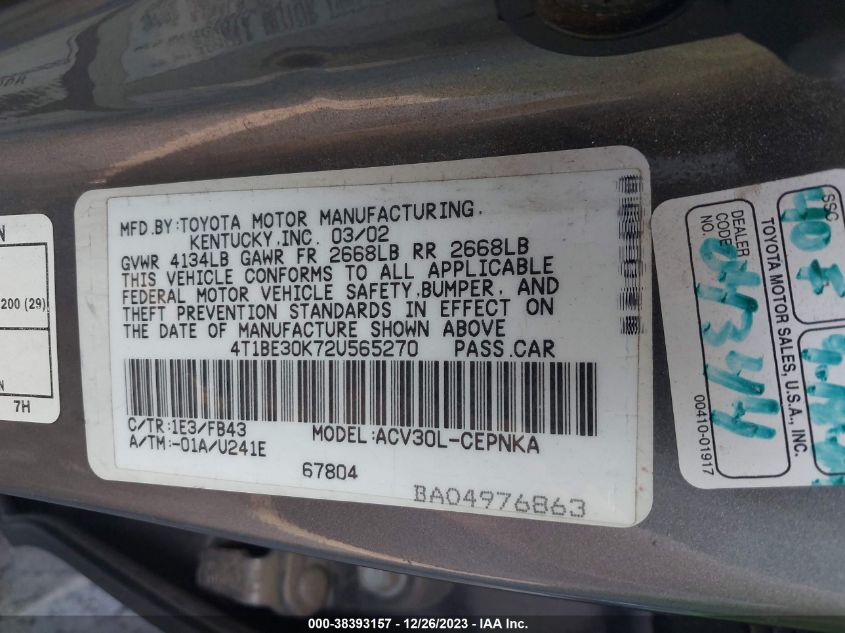 MFD.BY:TOYOTA MOTOR MANUFACTURING,
KENTUCKY,INC. 03/02
GVWR 4134LB GAWR FR 2668LB RR 2668LB
THIS VEHICLE CONFORMS TO ALL APPLICABLE
FEDERAL MOTOR VEHICLE SAFETY,BUMPER, AND
THEFT PREVENTION STANDARDS IN EFFECT ON
THE DATE OF MANUFACTURE SHOWN ABOVE
4T1BE30K72U565270 PASS.CAR
C/TR:1E3/FB43
A/TM:-01A/U241E
MODEL:ACV30L-CEPNKA
67804
BA04976863
N
200 (29)
N
7H
SSC
TOYOTA MOTOR SALES, U.S.A., INC.
DEALER
CODE
NO.
04344
00410-01917
000-38393157 - 12/26/2023 - IAA Inc.